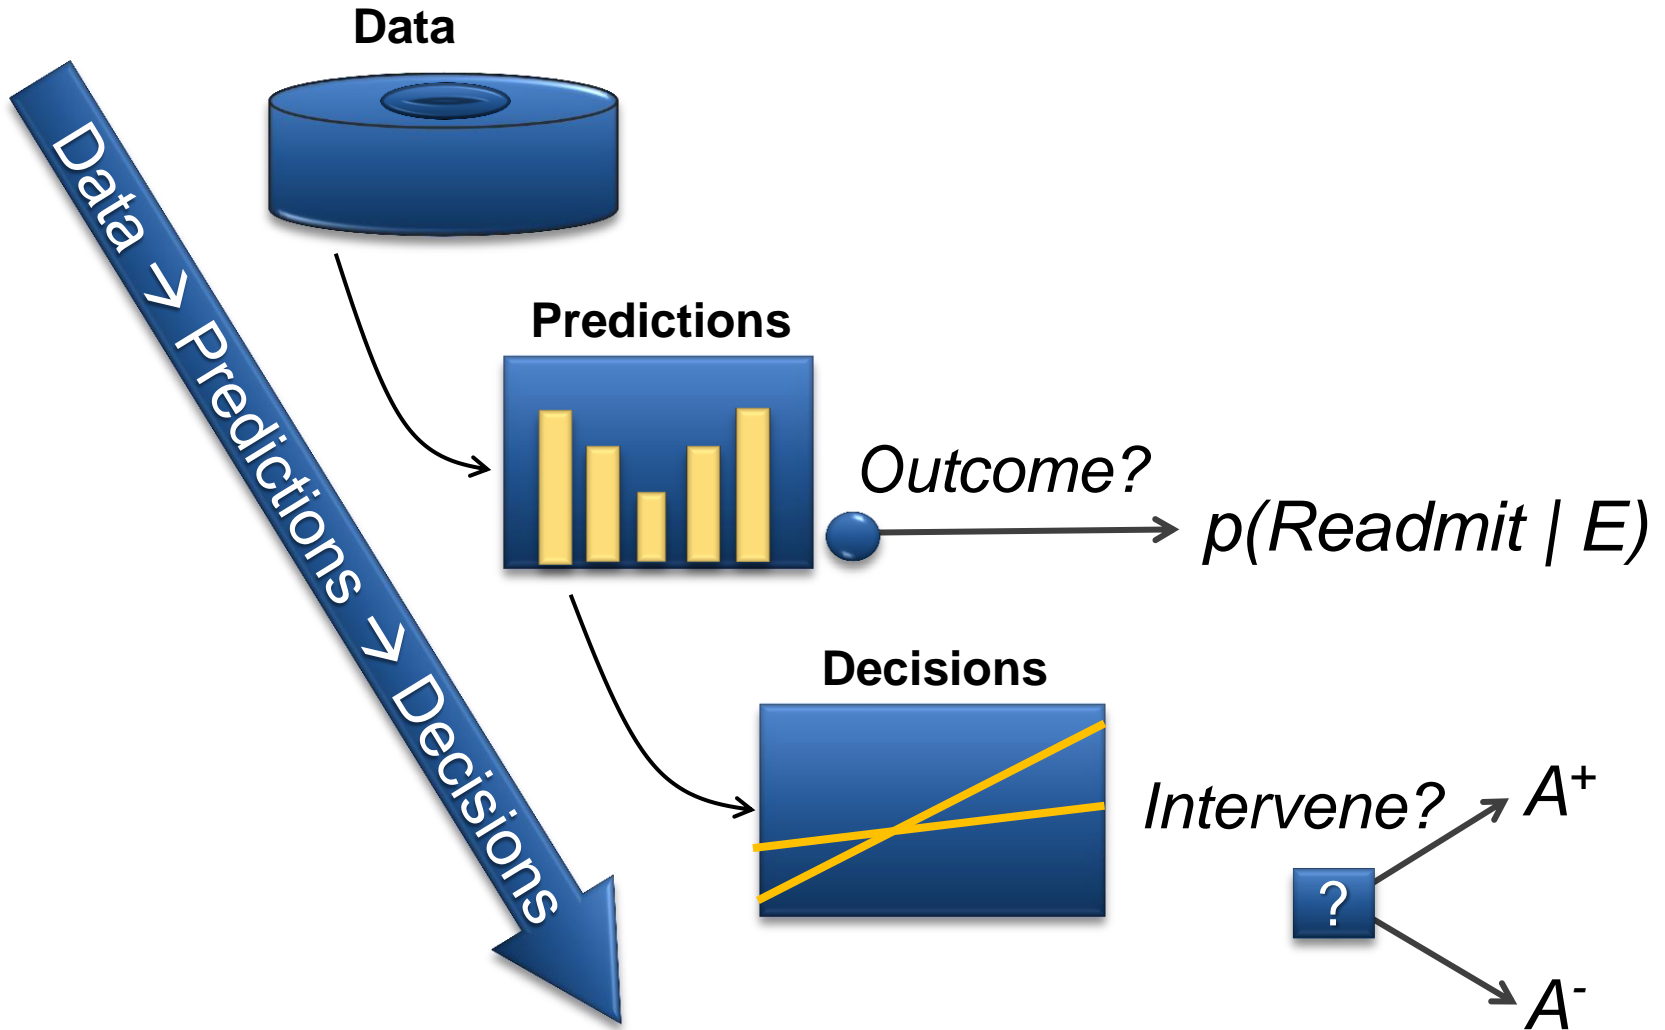 Data
Data → Predictions → Decisions
Predictions
Outcome?
p(Readmit | E)
Decisions
Intervene?
A⁺
?
A⁻